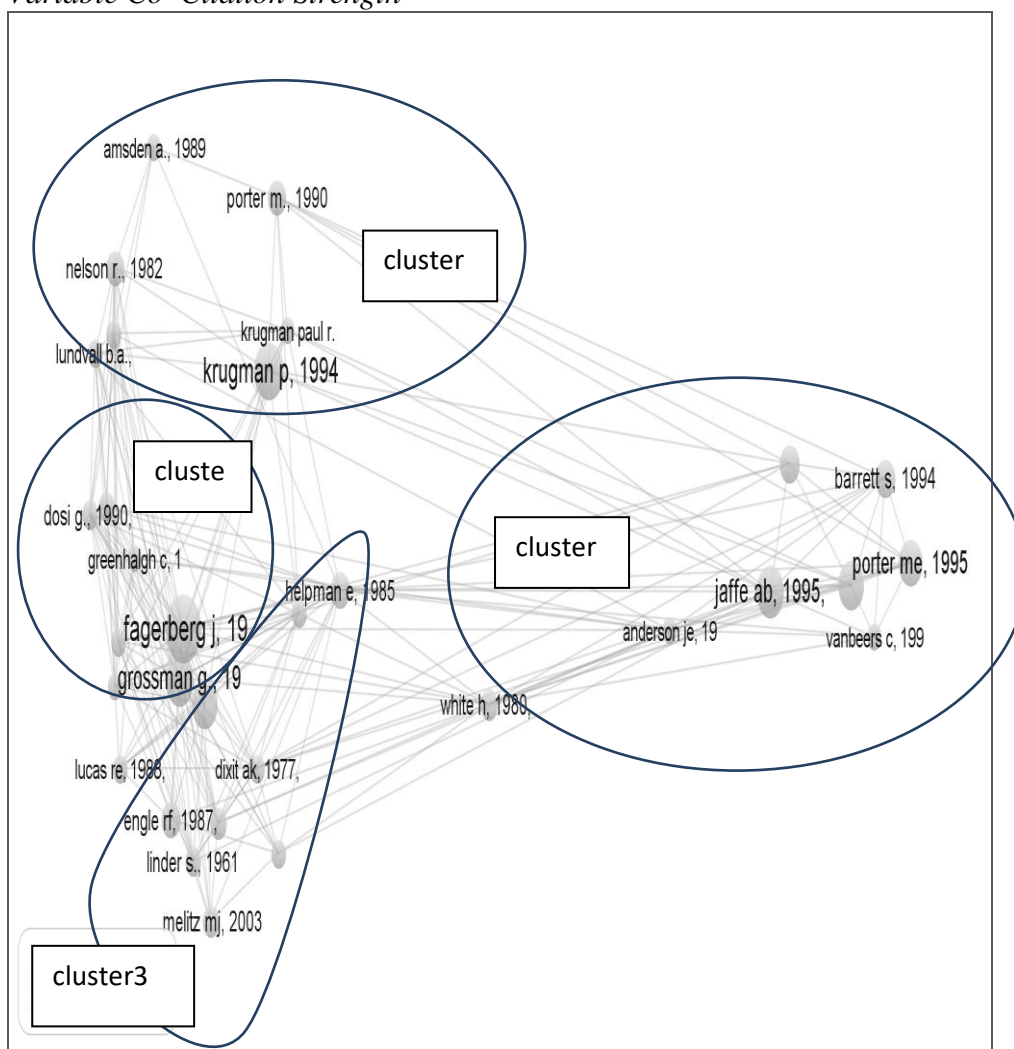 Variable Co-Citation Strength
amsden a., 1989
porter m., 1990
cluster
nelson r., 1982
krugman paul r.
lundvall b.a.,
krugman p, 1994
cluste
barrett s, 1994
dosi g., 1990,
cluster
greenhalgh c, 1
porter me, 1995
helpman e, 1985
jaffe ab, 1995,
fagerberg j, 19
anderson je, 19
vanbeers c, 199
grossman g., 19
white h, 1980,
lucas re, 1988,
dixit ak, 1977,
engle rf, 1987,
linder s., 1961
melitz mj, 2003
cluster3